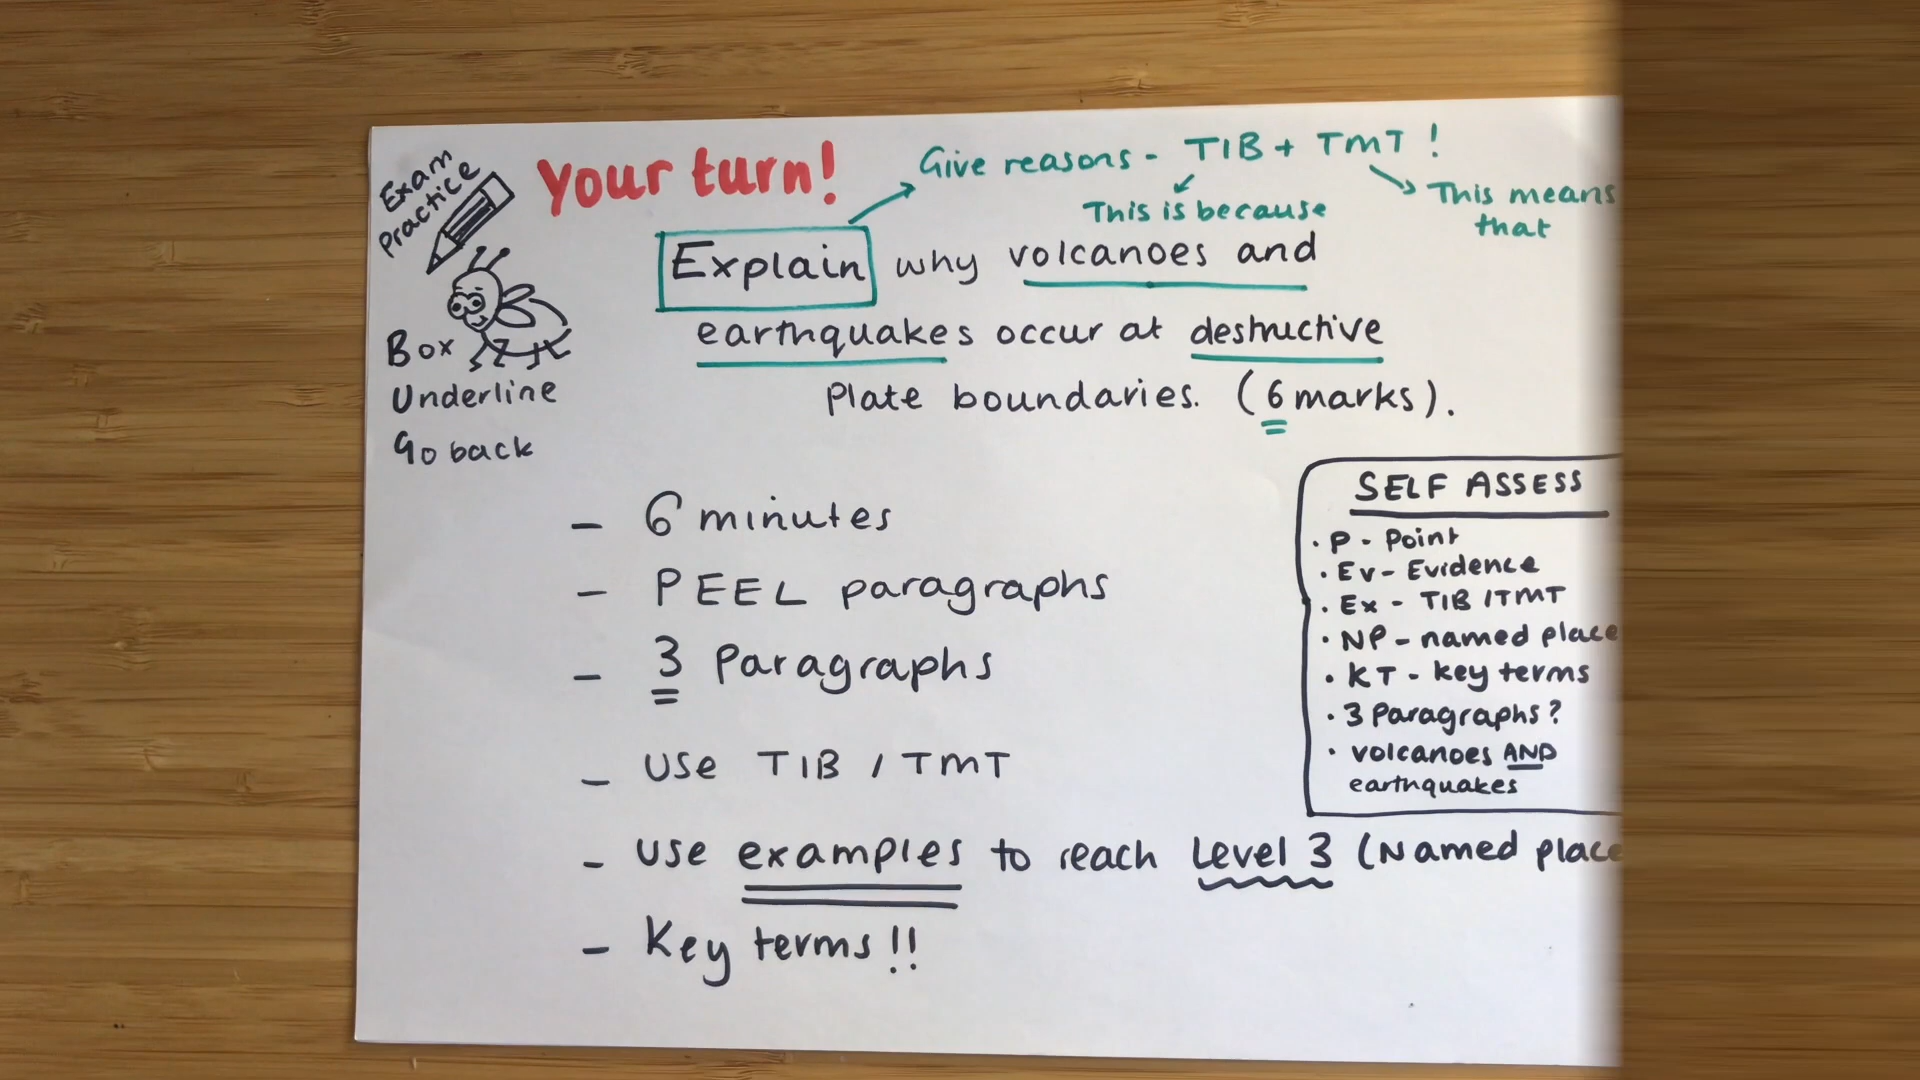 Exam
Practice
Your turn!
Give reasons - TIB + TMT !
This is because
This means
that
Explain why volcanoes and
earthquakes occur at destructive
Plate boundaries. (6 marks).
Box
Underline
Go back
- 6 minutes
- PEEL paragraphs
- 3 Paragraphs
- USE TIB / TMT
- USE examples to reach Level 3 (Named place
- Key terms!!
SELF ASSESS
· P - Point
· Ev - Evidence
· Ex - TIB / TMT
· NP - named place
· KT - key terms
· 3 Paragraphs?
· volcanoes AND
earthquakes